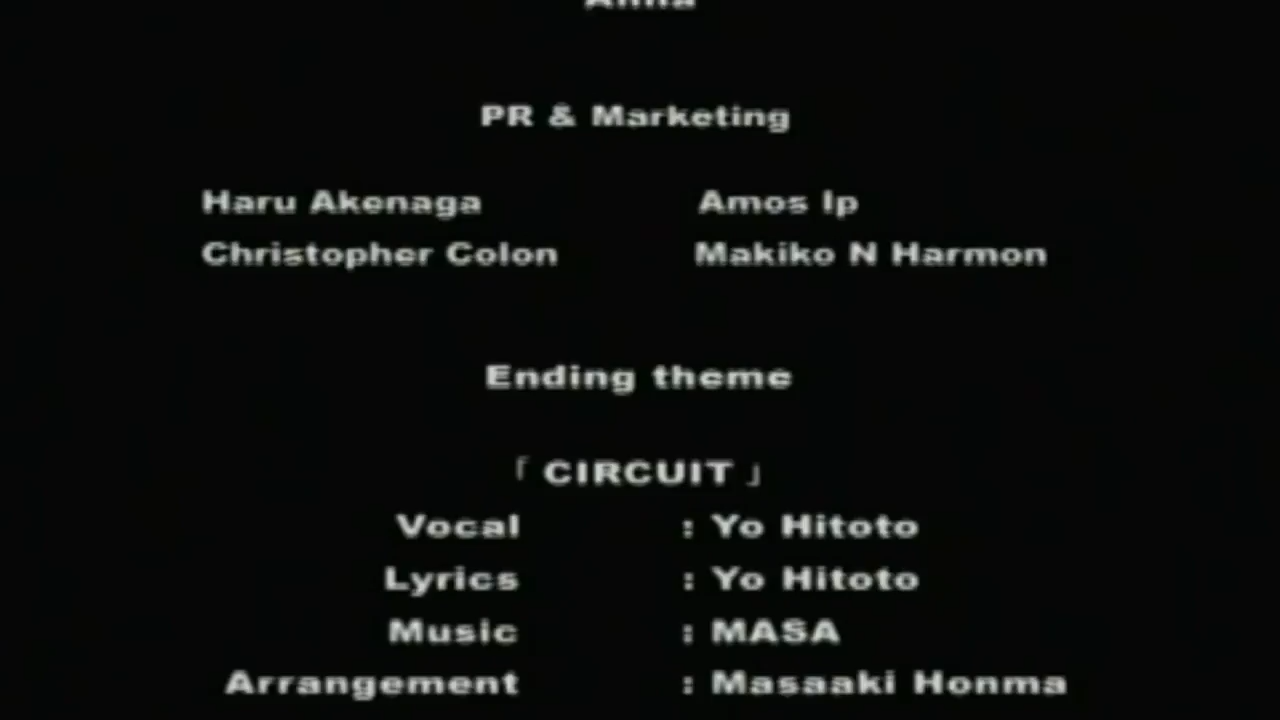 Anna
PR & Marketing
Haru Akenaga Amos Ip
Christopher Colon Makiko N Harmon
Ending theme
「 CIRCUIT 」
Vocal : Yo Hitoto
Lyrics : Yo Hitoto
Music : MASA
Arrangement : Masaaki Honma